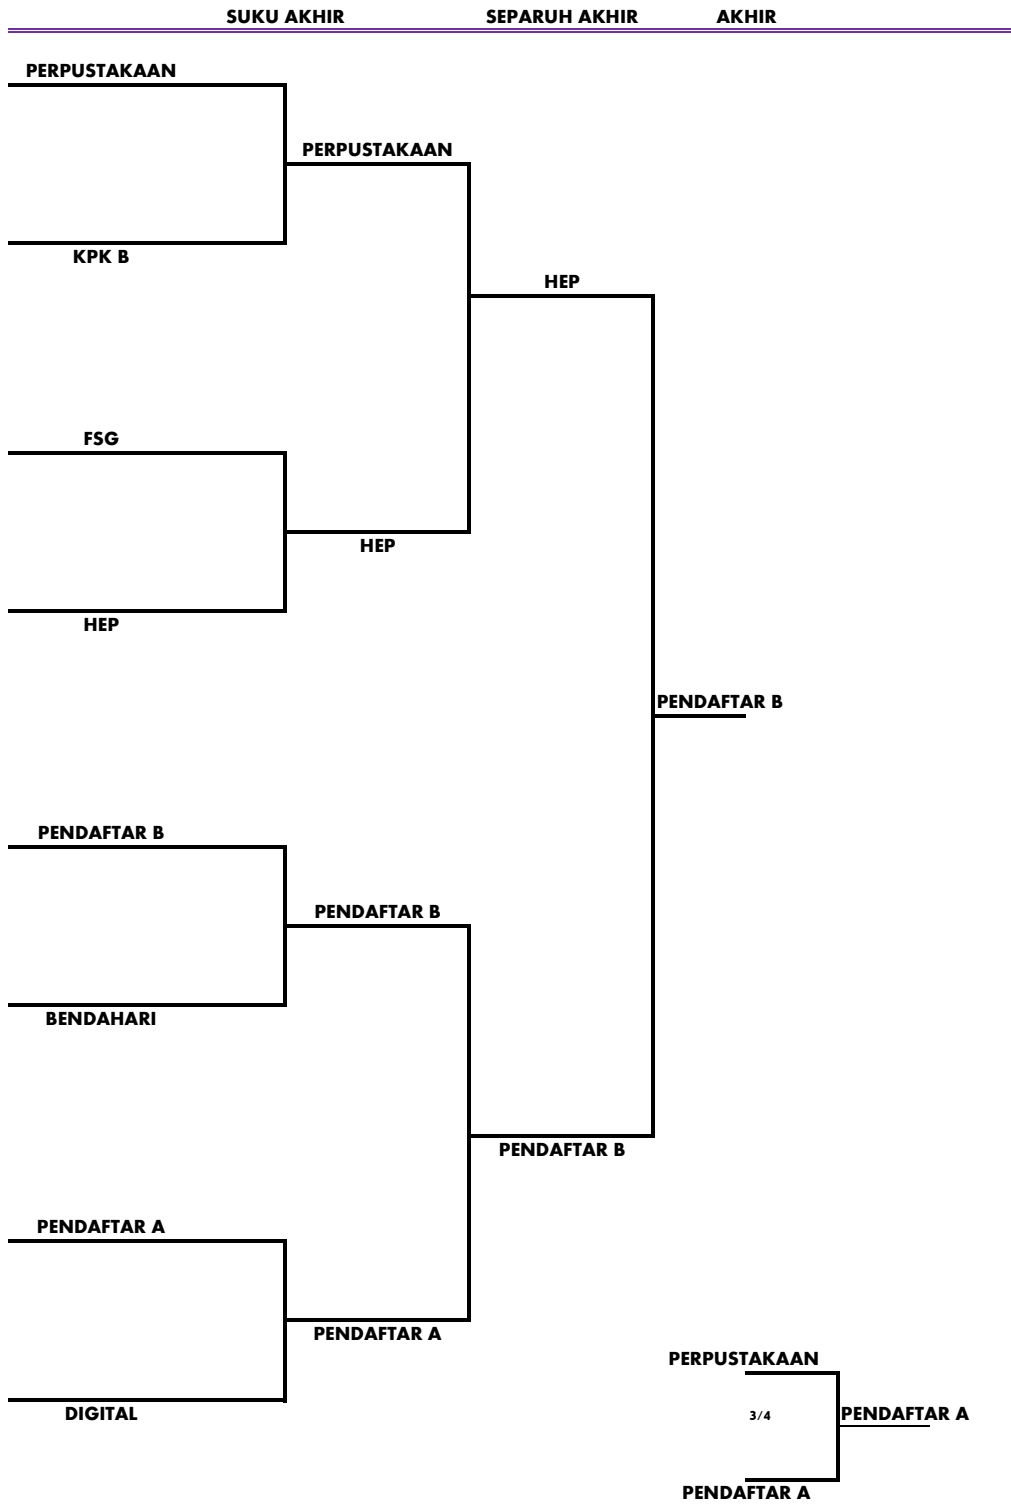 SUKU AKHIR SEPARUH AKHIR AKHIR
PERPUSTAKAAN
PERPUSTAKAAN
KPK B
HEP
FSG
HEP
HEP
PENDAFTAR B
PENDAFTAR B
PENDAFTAR B
BENDAHARI
PENDAFTAR B
PENDAFTAR A
PENDAFTAR A
PERPUSTAKAAN
DIGITAL 3/4 PENDAFTAR A
PENDAFTAR A